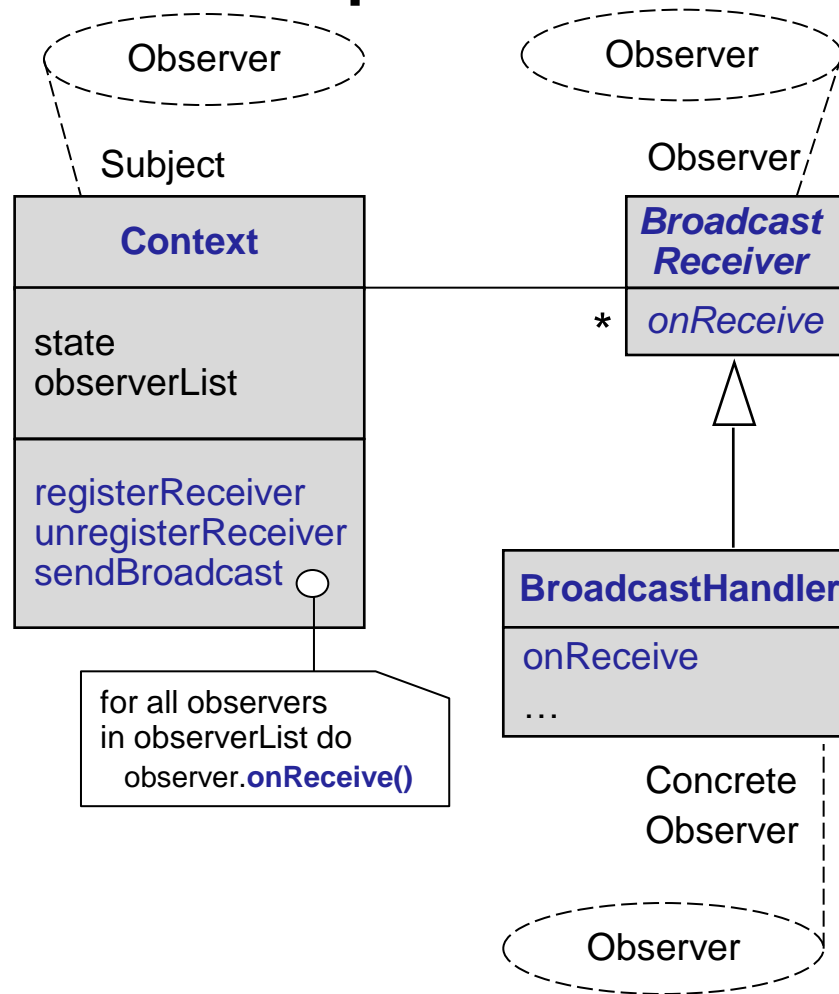 Observer
Subject
Context
state
observerList
registerReceiver
unregisterReceiver
sendBroadcast
for all observers
in observerList do
observer.onReceive()
Observer
Observer
Broadcast
Receiver
*
onReceive
BroadcastHandler
onReceive
…
Concrete
Observer
Observer